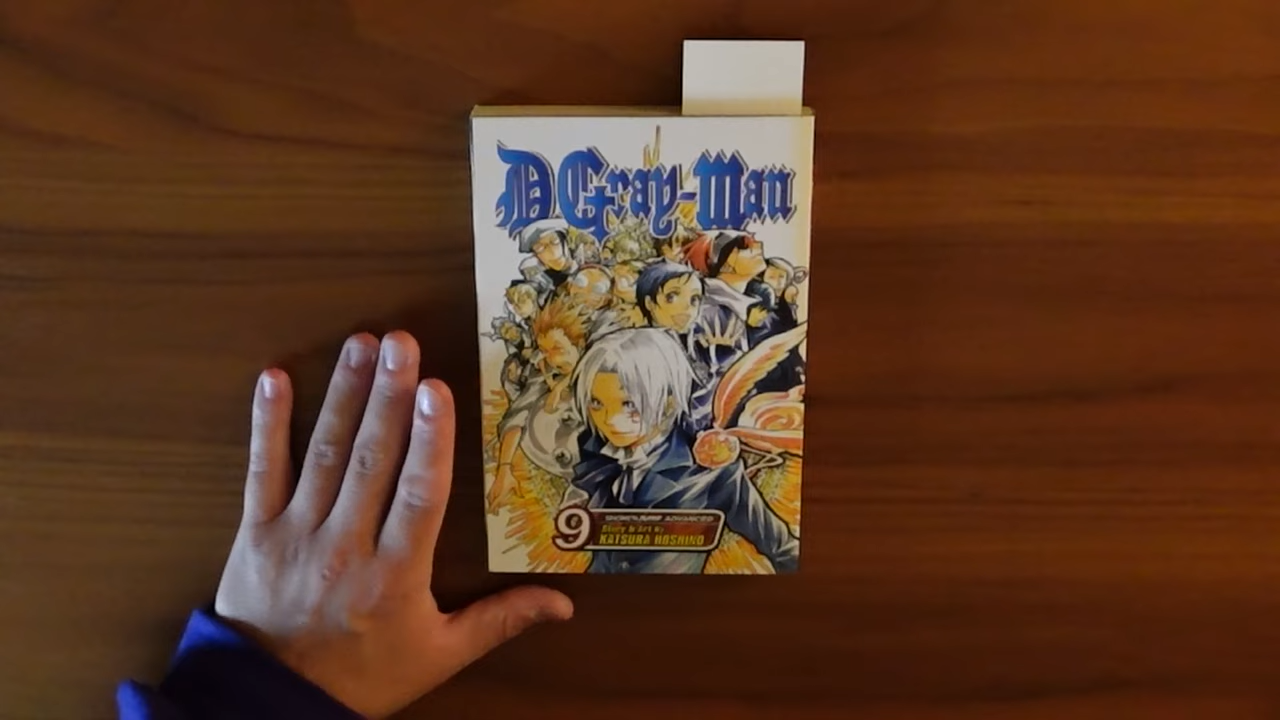 D.Gray-Man
9
SHONEN JUMP ADVANCED
Story & Art by
KATSURA HOSHINO